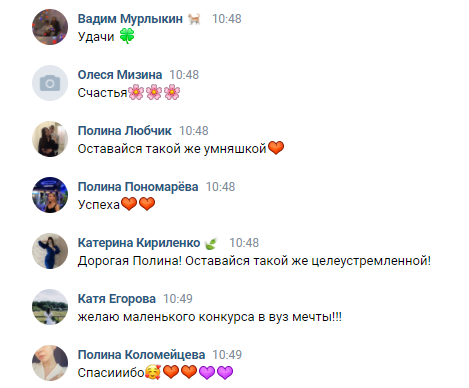 Вадим Мурлыкин 🐈 10:48
Удачи 🍀
Олеся Мизина 10:48
Счастья🌸🌸🌸
Полина Любчик 10:48
Оставайся такой же умняшкой❤
Полина Пономарёва 10:48
Успеха❤❤
Катерина Кириленко 🍃 10:48
Дорогая Полина! Оставайся такой же целеустремленной!
Катя Егорова 10:49
желаю маленького конкурса в вуз мечты!!!
Полина Коломейцева 10:49
Спасииибо🥰❤❤💜💜